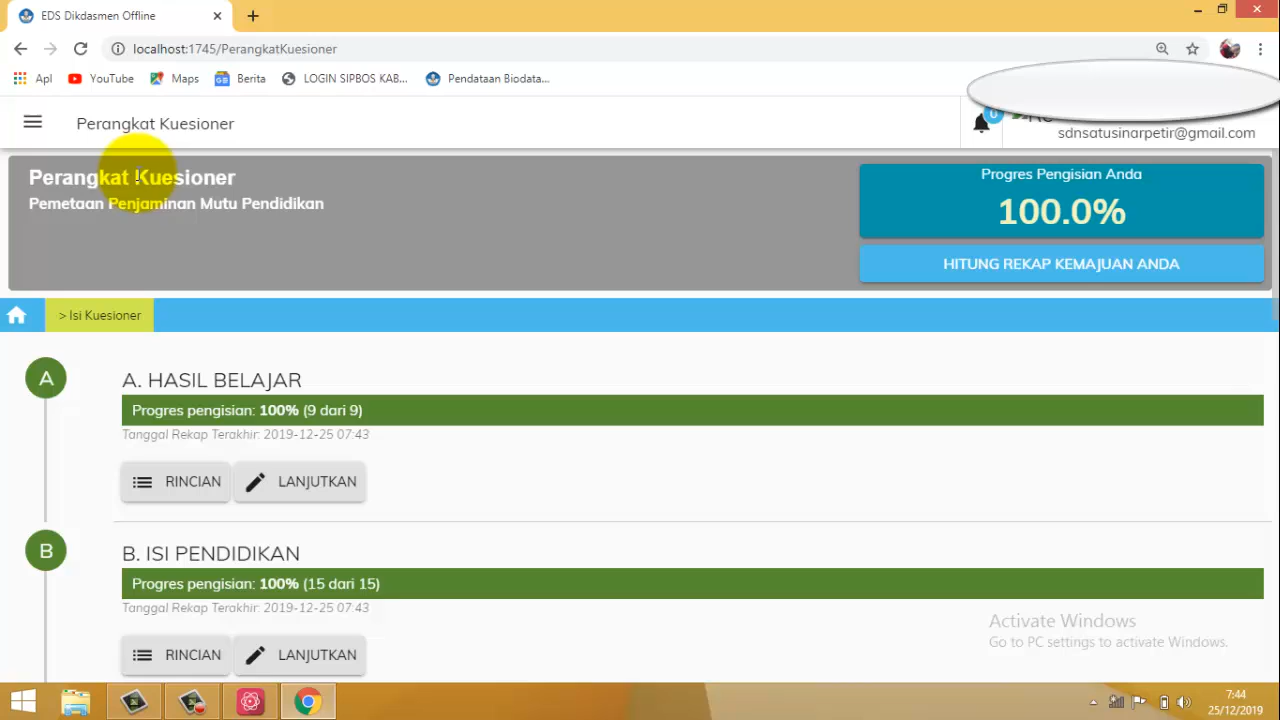 EDS Dikdasmen Offline
localhost:1745/PerangkatKuesioner
Apl YouTube Maps Berita LOGIN SIPBOS KAB... Pendataan Biodata...
Perangkat Kuesioner
0
sdnsatusinarpetir@gmail.com
Perangkat Kuesioner
Pemetaan Penjaminan Mutu Pendidikan
Progres Pengisian Anda
100.0%
HITUNG REKAP KEMAJUAN ANDA
> Isi Kuesioner
A
A. HASIL BELAJAR
Progres pengisian: 100% (9 dari 9)
Tanggal Rekap Terakhir: 2019-12-25 07:43
RINCIAN LANJUTKAN
B
B. ISI PENDIDIKAN
Progres pengisian: 100% (15 dari 15)
Tanggal Rekap Terakhir: 2019-12-25 07:43
RINCIAN LANJUTKAN
Activate Windows
Go to PC settings to activate Windows.
7:44
25/12/2019